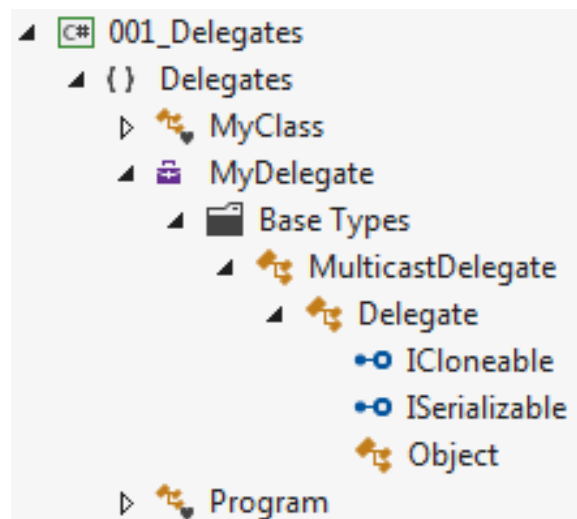 C# 001_Delegates
{ } Delegates
MyClass
MyDelegate
Base Types
MulticastDelegate
Delegate
ICloneable
ISerializable
Object
Program